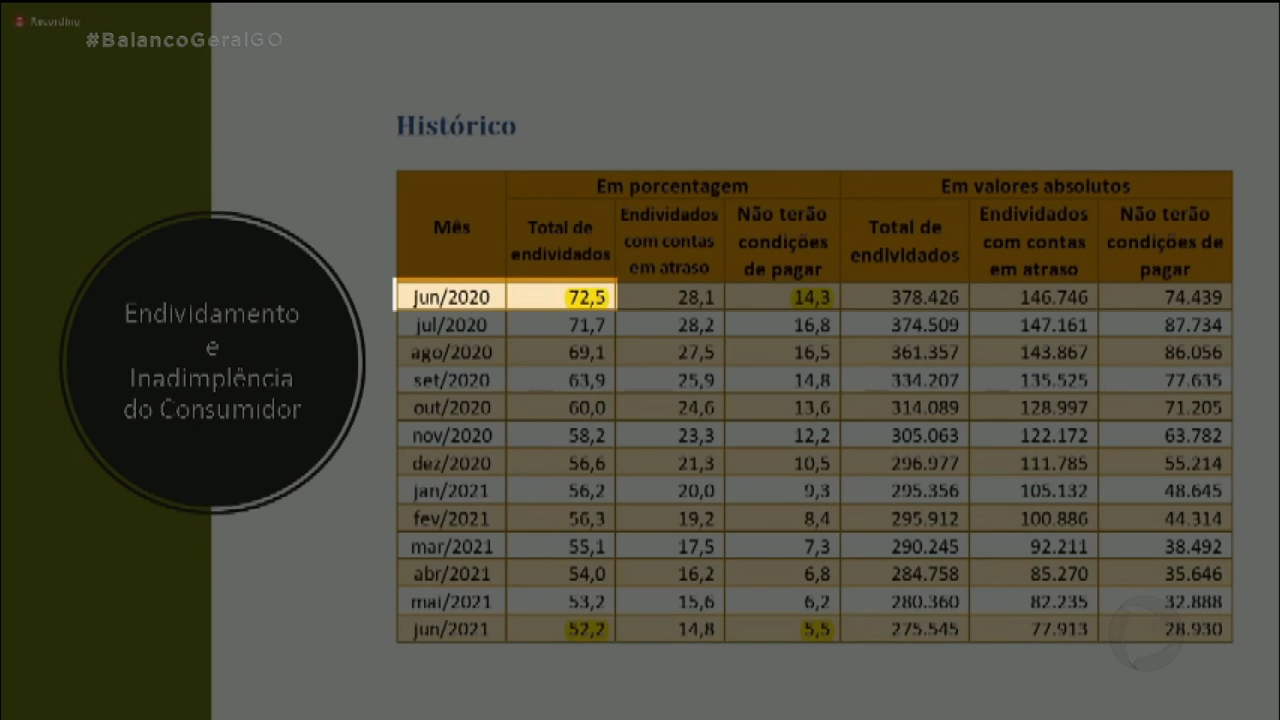 Recording
#BalancoGeralGO
Histórico
Mês Em porcentagem Em valores absolutos
Total de endividados Endividados com contas em atraso Não terão condições de pagar Total de endividados Endividados com contas em atraso Não terão condições de pagar
jun/2020 72,5 28,1 14,3 378.426 146.746 74.439
jul/2020 71,7 28,2 16,8 374.509 147.161 87.734
ago/2020 69,1 27,5 16,5 361.357 143.867 86.056
set/2020 63,9 25,9 14,8 334.207 135.525 77.635
out/2020 60,0 24,6 13,6 314.089 128.997 71.205
nov/2020 58,2 23,3 12,2 305.063 122.172 63.782
dez/2020 56,6 21,3 10,5 296.977 111.785 55.214
jan/2021 56,2 20,0 9,3 295.356 105.132 48.645
fev/2021 56,3 19,2 8,4 295.912 100.886 44.314
mar/2021 55,1 17,5 7,3 290.245 92.211 38.492
abr/2021 54,0 16,2 6,8 284.758 85.270 35.646
mai/2021 53,2 15,6 6,2 280.360 82.235 32.888
jun/2021 52,2 14,8 5,5 275.545 77.913 28.930
Endividamento
e
Inadimplência
do Consumidor